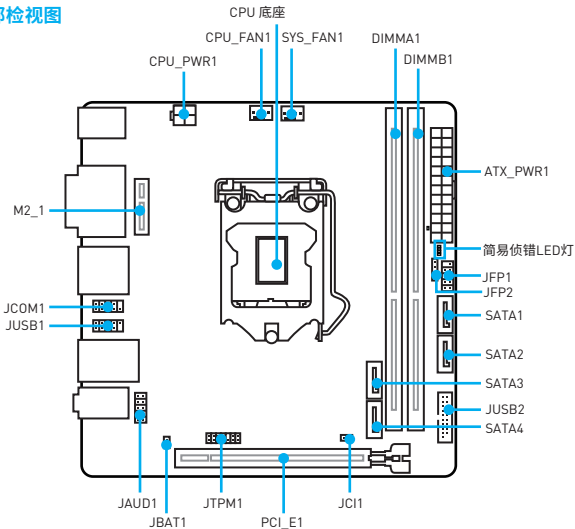 部检视图
CPU 底座
CPU_FAN1
SYS_FAN1
DIMMA1
DIMMB1
CPU_PWR1
ATX_PWR1
M2_1
简易侦错LED灯
JFP1
JFP2
JCOM1
JUSB1
SATA1
SATA2
SATA3
JUSB2
SATA4
JAUD1
JTPM1
JCI1
JBAT1
PCI_E1